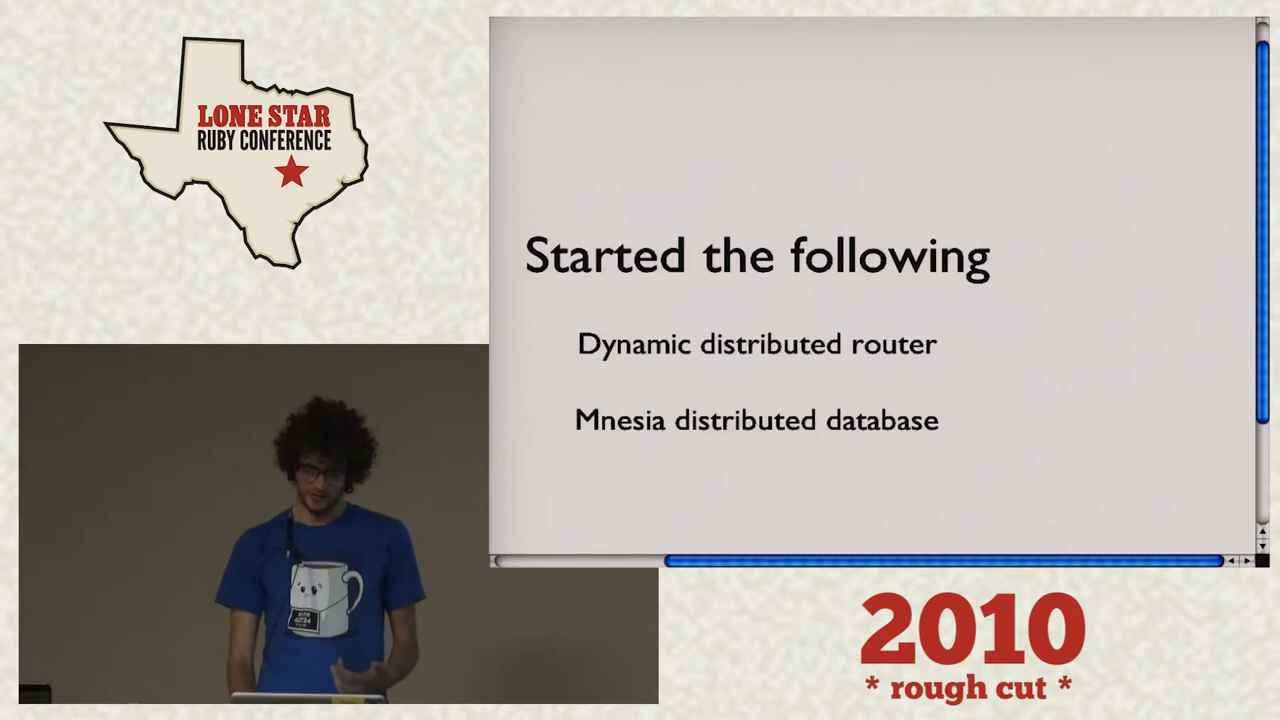 LONE STAR
RUBY CONFERENCE
Started the following
Dynamic distributed router
Mnesia distributed database
2010
* rough cut *